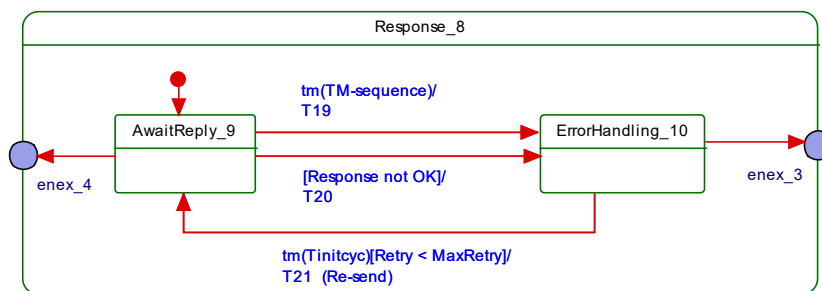 Response_8
tm(TM-sequence)/
T19
AwaitReply_9
ErrorHandling_10
[Response not OK]/
T20
enex_4
enex_3
tm(Tinitcyc)[Retry < MaxRetry]/
T21 (Re-send)